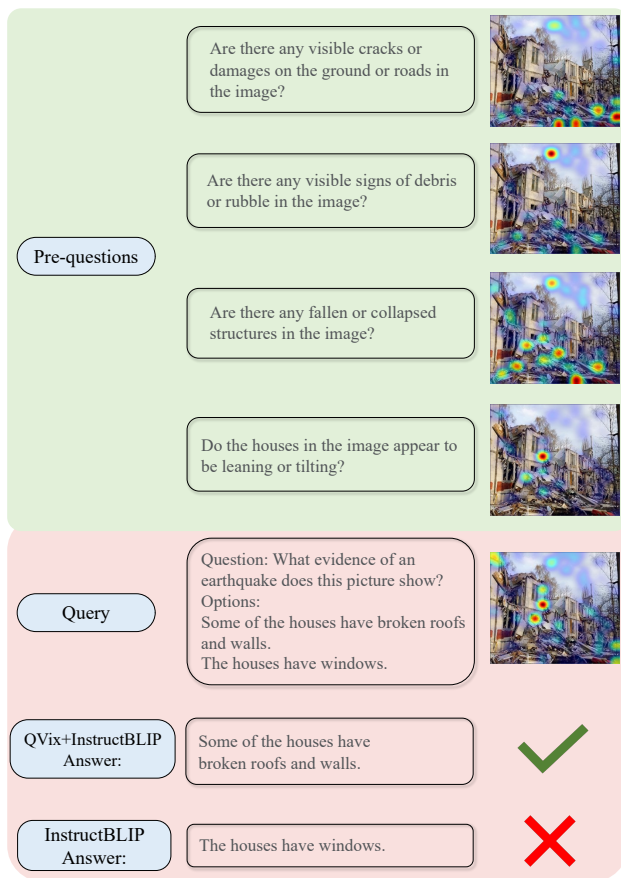 Are there any visible cracks or
damages on the ground or roads in
the image?
Are there any visible signs of debris
or rubble in the image?
Pre-questions
Are there any fallen or collapsed
structures in the image?
Do the houses in the image appear to
be leaning or tilting?
Query
Question: What evidence of an
earthquake does this picture show?
Options:
Some of the houses have broken roofs
and walls.
The houses have windows.
QVix+InstructBLIP
Answer:
Some of the houses have
broken roofs and walls.
InstructBLIP
Answer:
The houses have windows.